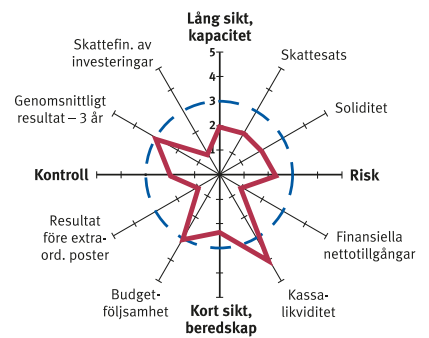 Lång sikt,
kapacitet
Skattefin. av
investeringar
Skattesats
5
4
3
2
1
Genomsnittligt
resultat – 3 år
Soliditet
Kontroll
Risk
Resultat
före extra-
ord. poster
Finansiella
nettotillgångar
Budget-
följsamhet
Kort sikt,
beredskap
Kassa-
likviditet